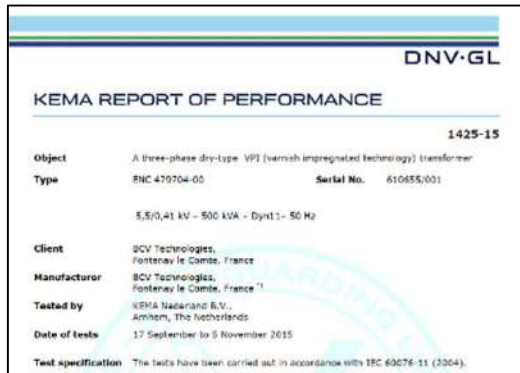 DNV·GL
KEMA REPORT OF PERFORMANCE
1425-15
Object A three-phase dry-type VPI (varnish impregnated technology) transformer
Type ENC 479704-00 Serial No. 610655/001
5,5/0,41 kV – 500 kVA – Dyn11– 50 Hz
Client BCV Technologies,
Fontenay le Comte, France
Manufacturer BCV Technologies,
Fontenay le Comte, France
Tested by KEMA Nederland B.V.,
Arnhem, The Netherlands
Date of tests 17 September to 5 November 2015
Test specification The tests have been carried out in accordance with IEC 60076-11 (2004).